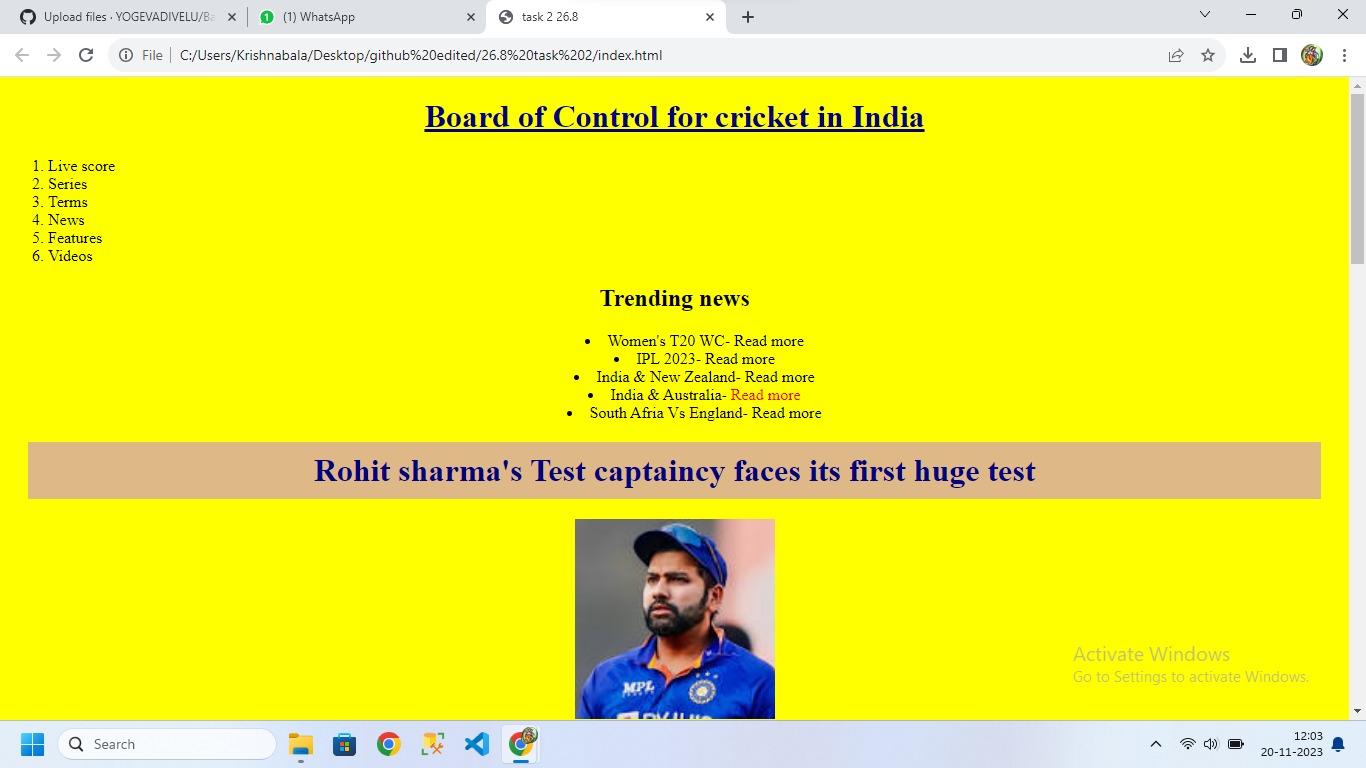 Upload files · YOGEVADIVELU/Ba
1
(1) WhatsApp
task 2 26.8
File
C:/Users/Krishnabala/Desktop/github%20edited/26.8%20task%202/index.html
Board of Control for cricket in India
1. Live score
2. Series
3. Terms
4. News
5. Features
6. Videos
Trending news
• Women's T20 WC- Read more
• IPL 2023- Read more
• India & New Zealand- Read more
• India & Australia- Read more
• South Afria Vs England- Read more
Rohit sharma's Test captaincy faces its first huge test
MPL
Activate Windows
Go to Settings to activate Windows.
Search
12:03
20-11-2023